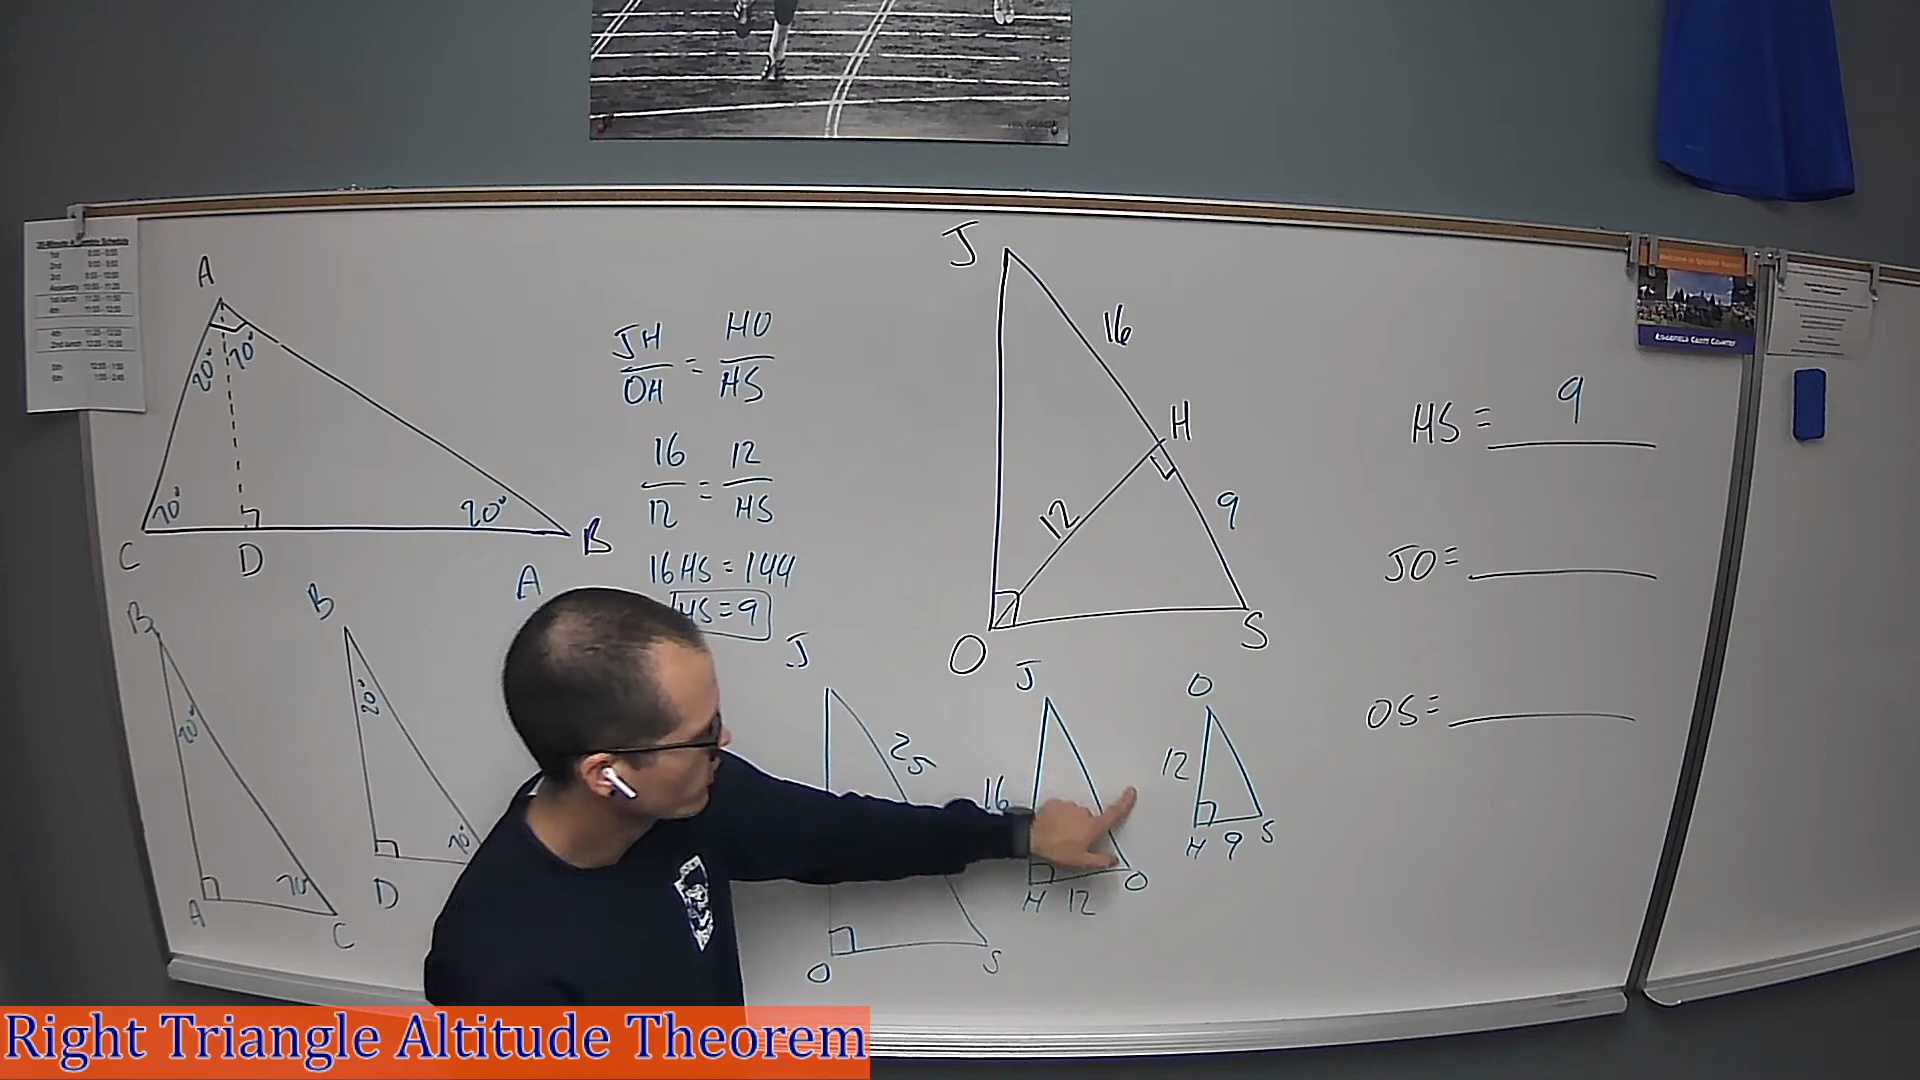 A
20°
70°
70°
20°
C
D
B
B
20°
70°
A
C
B
20°
70°
D
A
JH = HO
OH HS
16 = 12
12 HS
16HS = 144
HS = 9
J
16
H
12
9
O
S
J
25
O
S
J
16
H
12
O
O
12
H
9
S
HS = 9
JO =
OS =
Right Triangle Altitude Theorem